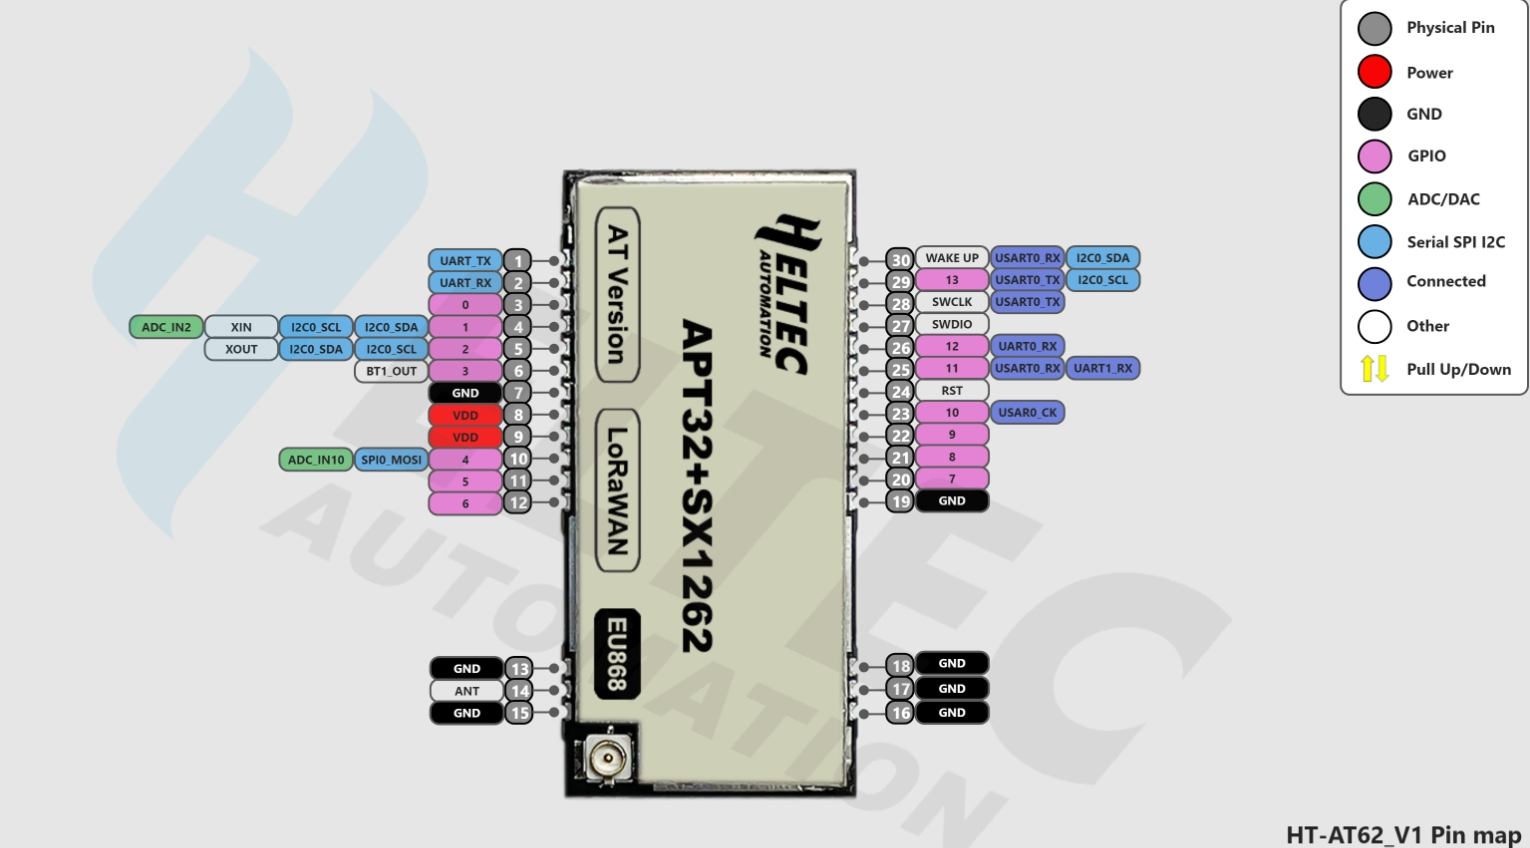 Physical Pin
Power
GND
GPIO
ADC/DAC
Serial SPI I2C
Connected
Other
Pull Up/Down
UART_TX 1
UART_RX 2
0 3
ADC_IN2 XIN I2C0_SCL I2C0_SDA 1 4
XOUT I2C0_SDA I2C0_SCL 2 5
BT1_OUT 3 6
GND 7
VDD 8
VDD 9
ADC_IN10 SPI0_MOSI 4 10
5 11
6 12
GND 13
ANT 14
GND 15
AT Version
LoRaWAN
EU868
APT32+SX1262
HELTEC
AUTOMATION
30 WAKE UP USART0_RX I2C0_SDA
29 13 USART0_TX I2C0_SCL
28 SWCLK USART0_TX
27 SWDIO
26 12 UART0_RX
25 11 USART0_RX UART1_RX
24 RST
23 10 USAR0_CK
22 9
21 8
20 7
19 GND
18 GND
17 GND
16 GND
HELTEC
AUTOMATION
HT-AT62_V1 Pin map